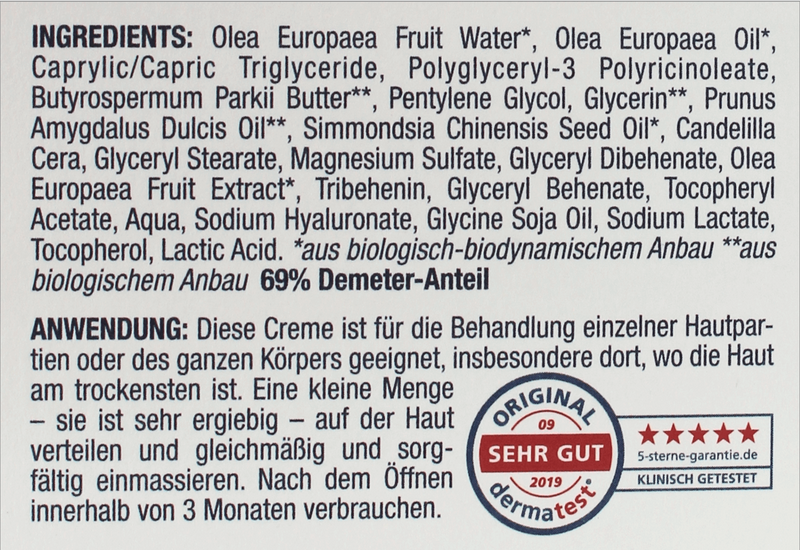 INGREDIENTS: Olea Europaea Fruit Water*, Olea Europaea Oil*,
Caprylic/Capric Triglyceride, Polyglyceryl-3 Polyricinoleate,
Butyrospermum Parkii Butter**, Pentylene Glycol, Glycerin**, Prunus
Amygdalus Dulcis Oil**, Simmondsia Chinensis Seed Oil*, Candelilla
Cera, Glyceryl Stearate, Magnesium Sulfate, Glyceryl Dibehenate, Olea
Europaea Fruit Extract*, Tribehenin, Glyceryl Behenate, Tocopheryl
Acetate, Aqua, Sodium Hyaluronate, Glycine Soja Oil, Sodium Lactate,
Tocopherol, Lactic Acid. *aus biologisch-biodynamischem Anbau **aus
biologischem Anbau 69% Demeter-Anteil
ANWENDUNG: Diese Creme ist für die Behandlung einzelner Hautpar-
tien oder des ganzen Körpers geeignet, insbesondere dort, wo die Haut
am trockensten ist. Eine kleine Menge
– sie ist sehr ergiebig – auf der Haut
verteilen und gleichmäßig und sorg-
fältig einmassieren. Nach dem Öffnen
innerhalb von 3 Monaten verbrauchen.
ORIGINAL
09
SEHR GUT
2019
dermatest®
5-sterne-garantie.de
KLINISCH GETESTET